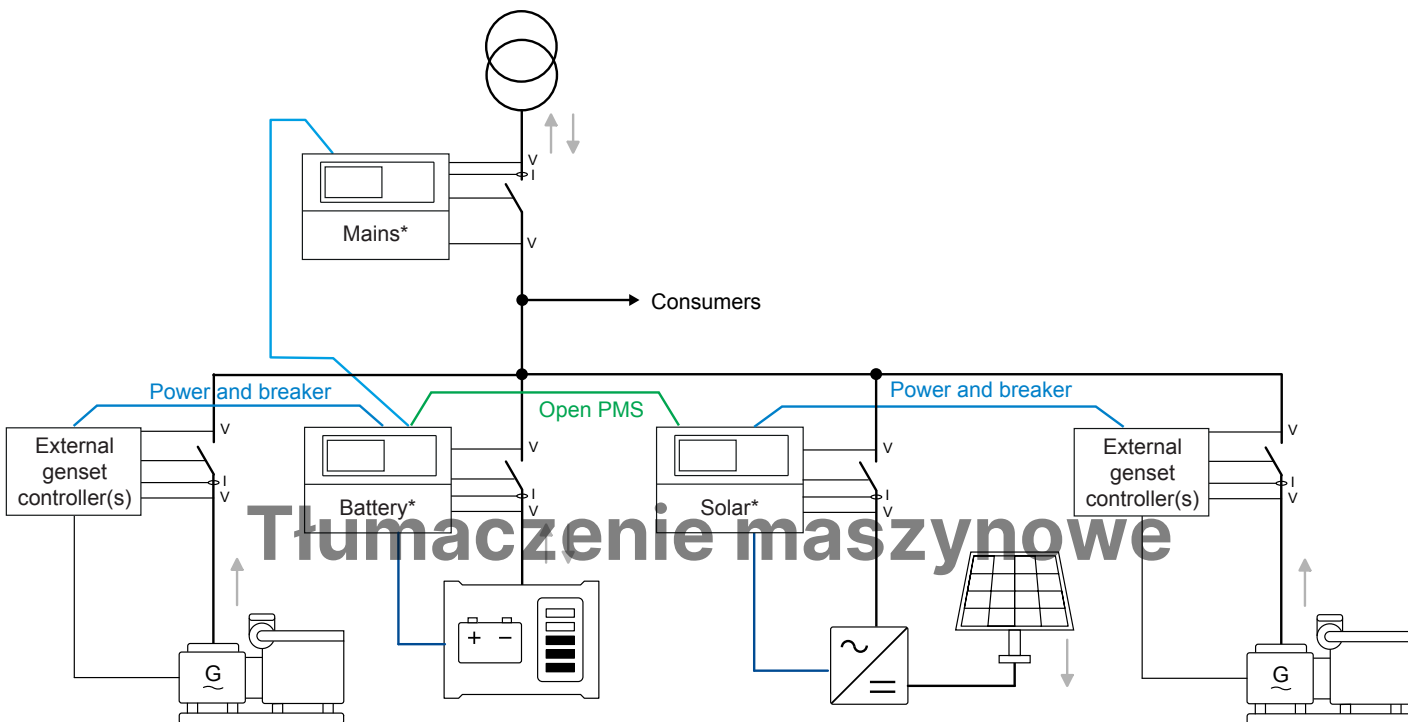 V
I
Mains*
V
Consumers
Power and breaker
Open PMS
Power and breaker
External
genset
controller(s)
V
I
V
Battery*
V
I
V
Solar*
V
I
V
External
genset
controller(s)
V
I
V
Tłumaczenie maszynowe
+ −
G
~
~
=
G
~